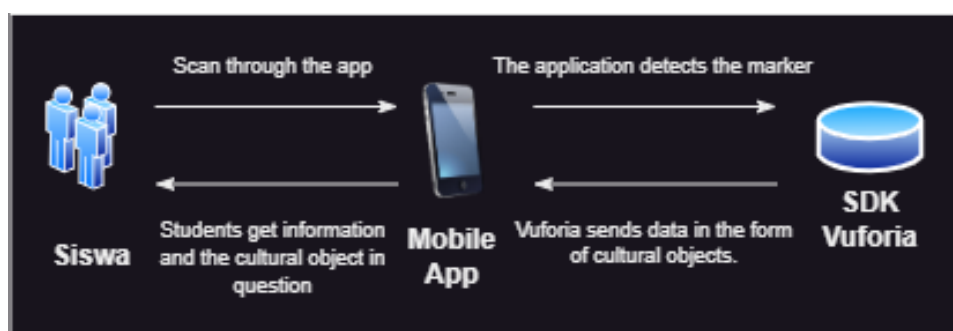 Scan through the app
The application detects the marker
Siswa
Students get information
and the cultural object in
question
Mobile
App
Vuforia sends data in the form
of cultural objects.
SDK
Vuforia